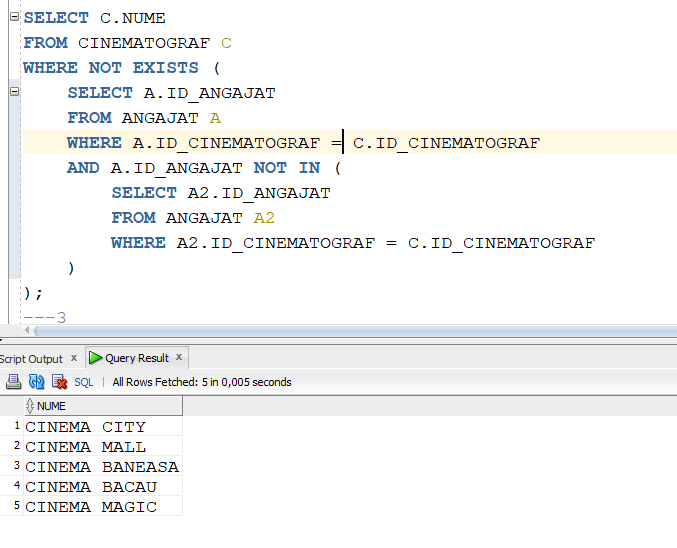 SELECT C.NUME
FROM CINEMATOGRAF C
WHERE NOT EXISTS (
SELECT A.ID_ANGAJAT
FROM ANGAJAT A
WHERE A.ID_CINEMATOGRAF = C.ID_CINEMATOGRAF
AND A.ID_ANGAJAT NOT IN (
SELECT A2.ID_ANGAJAT
FROM ANGAJAT A2
WHERE A2.ID_CINEMATOGRAF = C.ID_CINEMATOGRAF
)
);
---3
Script Output x Query Result x
SQL | All Rows Fetched: 5 in 0,005 seconds
NUME
1 CINEMA CITY
2 CINEMA MALL
3 CINEMA BANEASA
4 CINEMA BACAU
5 CINEMA MAGIC